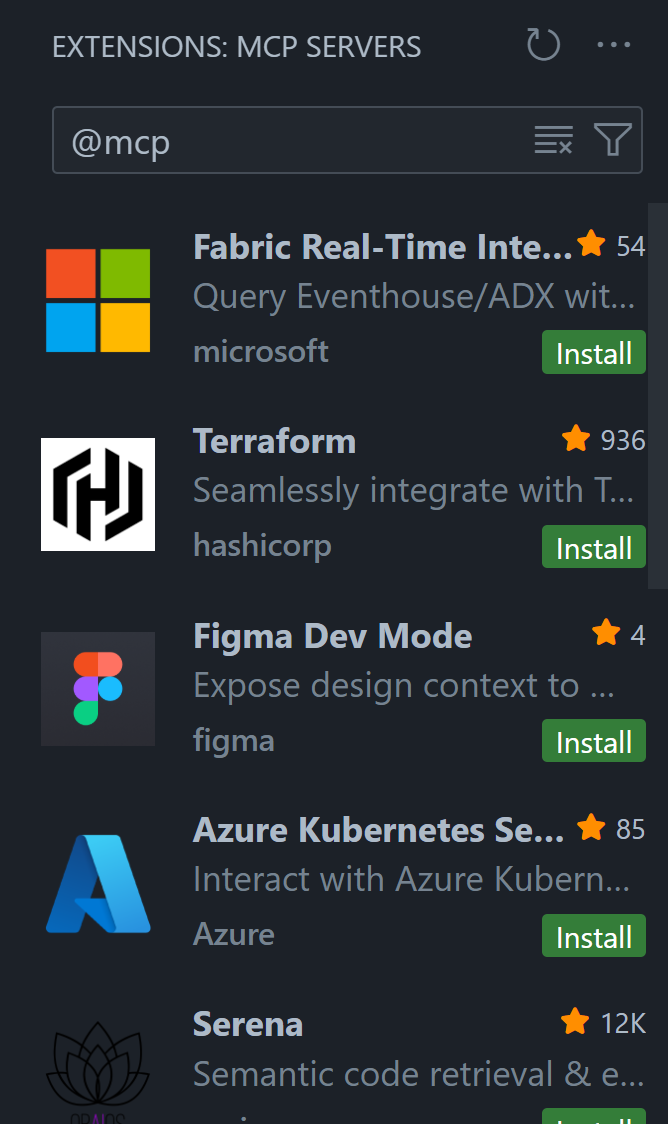 EXTENSIONS: MCP SERVERS
@mcp
Fabric Real-Time Inte... 54
Query Eventhouse/ADX wit...
microsoft Install
Terraform 936
Seamlessly integrate with T...
hashicorp Install
Figma Dev Mode 4
Expose design context to ...
figma Install
Azure Kubernetes Se... 85
Interact with Azure Kubern...
Azure Install
Serena 12K
Semantic code retrieval & e...
Install